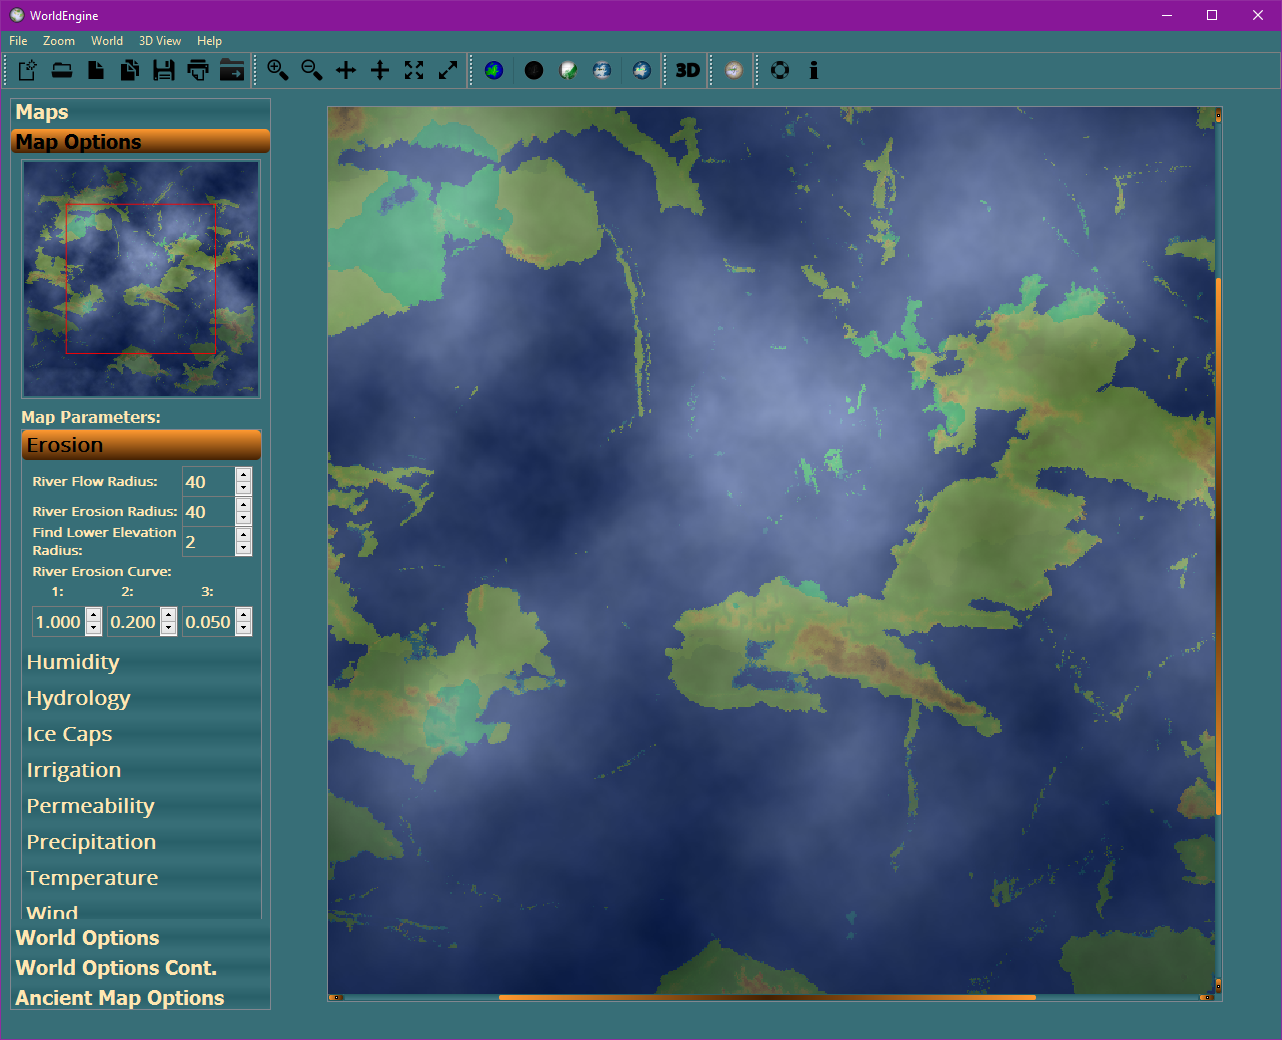 WorldEngine
File Zoom World 3D View Help
3D
Maps
Map Options
Map Parameters:
Erosion
River Flow Radius: 40
River Erosion Radius: 40
Find Lower Elevation
Radius: 2
River Erosion Curve:
1: 2: 3:
1.000 0.200 0.050
Humidity
Hydrology
Ice Caps
Irrigation
Permeability
Precipitation
Temperature
Wind
World Options
World Options Cont.
Ancient Map Options